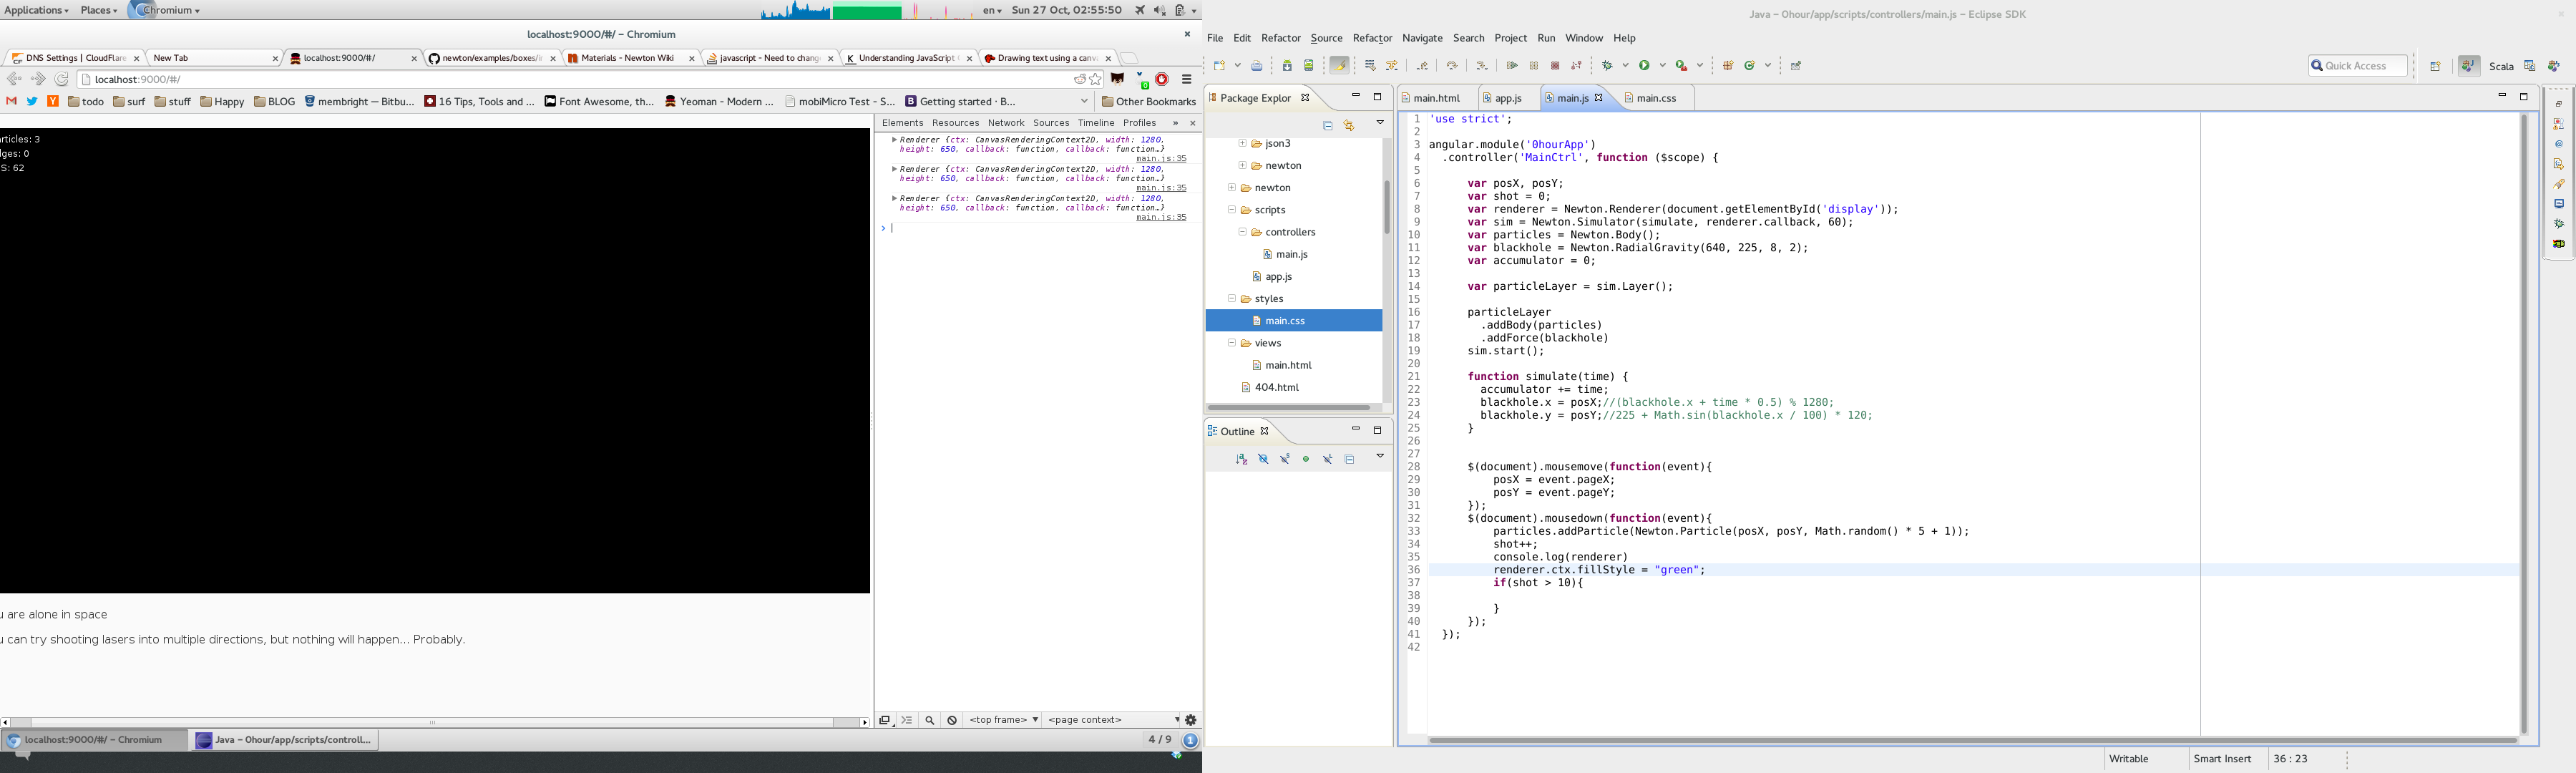 Applications Places Chromium en Sun 27 Oct, 02:55:50
localhost:9000/#/ – Chromium
DNS Settings | CloudFlare New Tab localhost:9000/#/ newton/examples/boxes/ir Materials - Newton Wiki javascript - Need to chang Understanding JavaScript Drawing text using a canv
localhost:9000/#/
todo surf stuff Happy BLOG membright — Bitbu... 16 Tips, Tools and ... Font Awesome, th... Yeoman - Modern ... mobiMicro Test - S... Getting started · B... Other Bookmarks
articles: 3
lges: 0
S: 62
u are alone in space
u can try shooting lasers into multiple directions, but nothing will happen... Probably.
Elements Resources Network Sources Timeline Profiles »
Renderer {ctx: CanvasRenderingContext2D, width: 1280,
height: 650, callback: function, callback: function…}
main.js:35
Renderer {ctx: CanvasRenderingContext2D, width: 1280,
height: 650, callback: function, callback: function…}
main.js:35
Renderer {ctx: CanvasRenderingContext2D, width: 1280,
height: 650, callback: function, callback: function…}
main.js:35
>
<top frame> <page context>
localhost:9000/#/ – Chromium Java – 0hour/app/scripts/controll... 4 / 9 1
Java – 0hour/app/scripts/controllers/main.js – Eclipse SDK
File Edit Refactor Source Refactor Navigate Search Project Run Window Help
Quick Access Scala
Package Explor
json3
newton
newton
scripts
controllers
main.js
app.js
styles
main.css
views
main.html
404.html
Outline
main.html app.js main.js main.css
1 'use strict';
2
3 angular.module('0hourApp')
4 .controller('MainCtrl', function ($scope) {
5
6 var posX, posY;
7 var shot = 0;
8 var renderer = Newton.Renderer(document.getElementById('display'));
9 var sim = Newton.Simulator(simulate, renderer.callback, 60);
10 var particles = Newton.Body();
11 var blackhole = Newton.RadialGravity(640, 225, 8, 2);
12 var accumulator = 0;
13
14 var particleLayer = sim.Layer();
15
16 particleLayer
17 .addBody(particles)
18 .addForce(blackhole)
19 sim.start();
20
21 function simulate(time) {
22 accumulator += time;
23 blackhole.x = posX;//(blackhole.x + time * 0.5) % 1280;
24 blackhole.y = posY;//225 + Math.sin(blackhole.x / 100) * 120;
25 }
26
27
28 $(document).mousemove(function(event){
29 posX = event.pageX;
30 posY = event.pageY;
31 });
32 $(document).mousedown(function(event){
33 particles.addParticle(Newton.Particle(posX, posY, Math.random() * 5 + 1));
34 shot++;
35 console.log(renderer)
36 renderer.ctx.fillStyle = "green";
37 if(shot > 10){
38
39 }
40 });
41 });
42
Writable Smart Insert 36 : 23